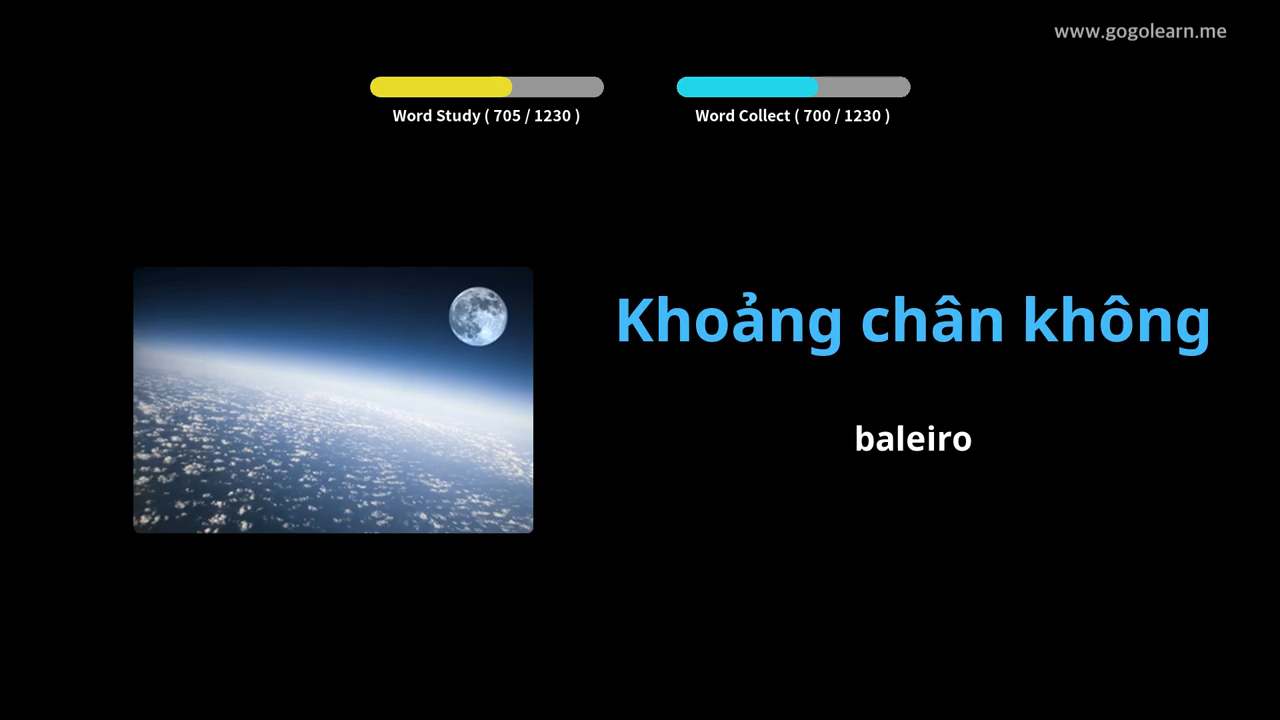 www.gogolearn.me
Word Study ( 705 / 1230 )
Word Collect ( 700 / 1230 )
Khoảng chân không
baleiro